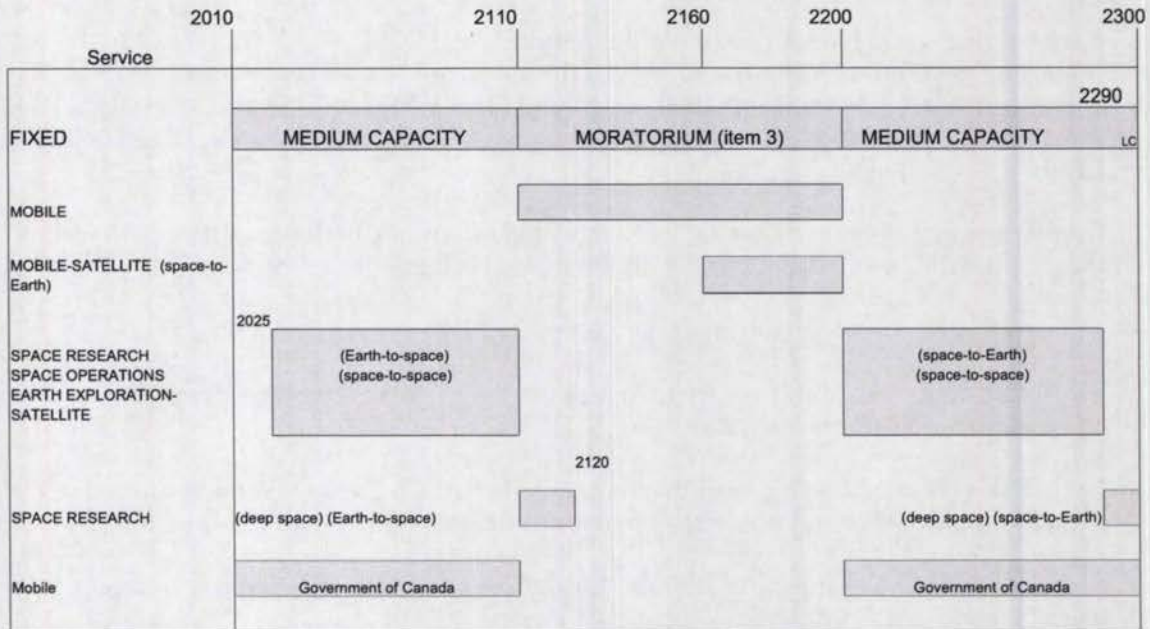 2010 2110 2160 2200 2300
Service
2290
FIXED MEDIUM CAPACITY MORATORIUM (item 3) MEDIUM CAPACITY LC
MOBILE
MOBILE-SATELLITE (space-to-
Earth)
2025
SPACE RESEARCH (Earth-to-space) (space-to-Earth)
SPACE OPERATIONS (space-to-space) (space-to-space)
EARTH EXPLORATION-
SATELLITE
2120
SPACE RESEARCH (deep space) (Earth-to-space) (deep space) (space-to-Earth)
Mobile Government of Canada Government of Canada